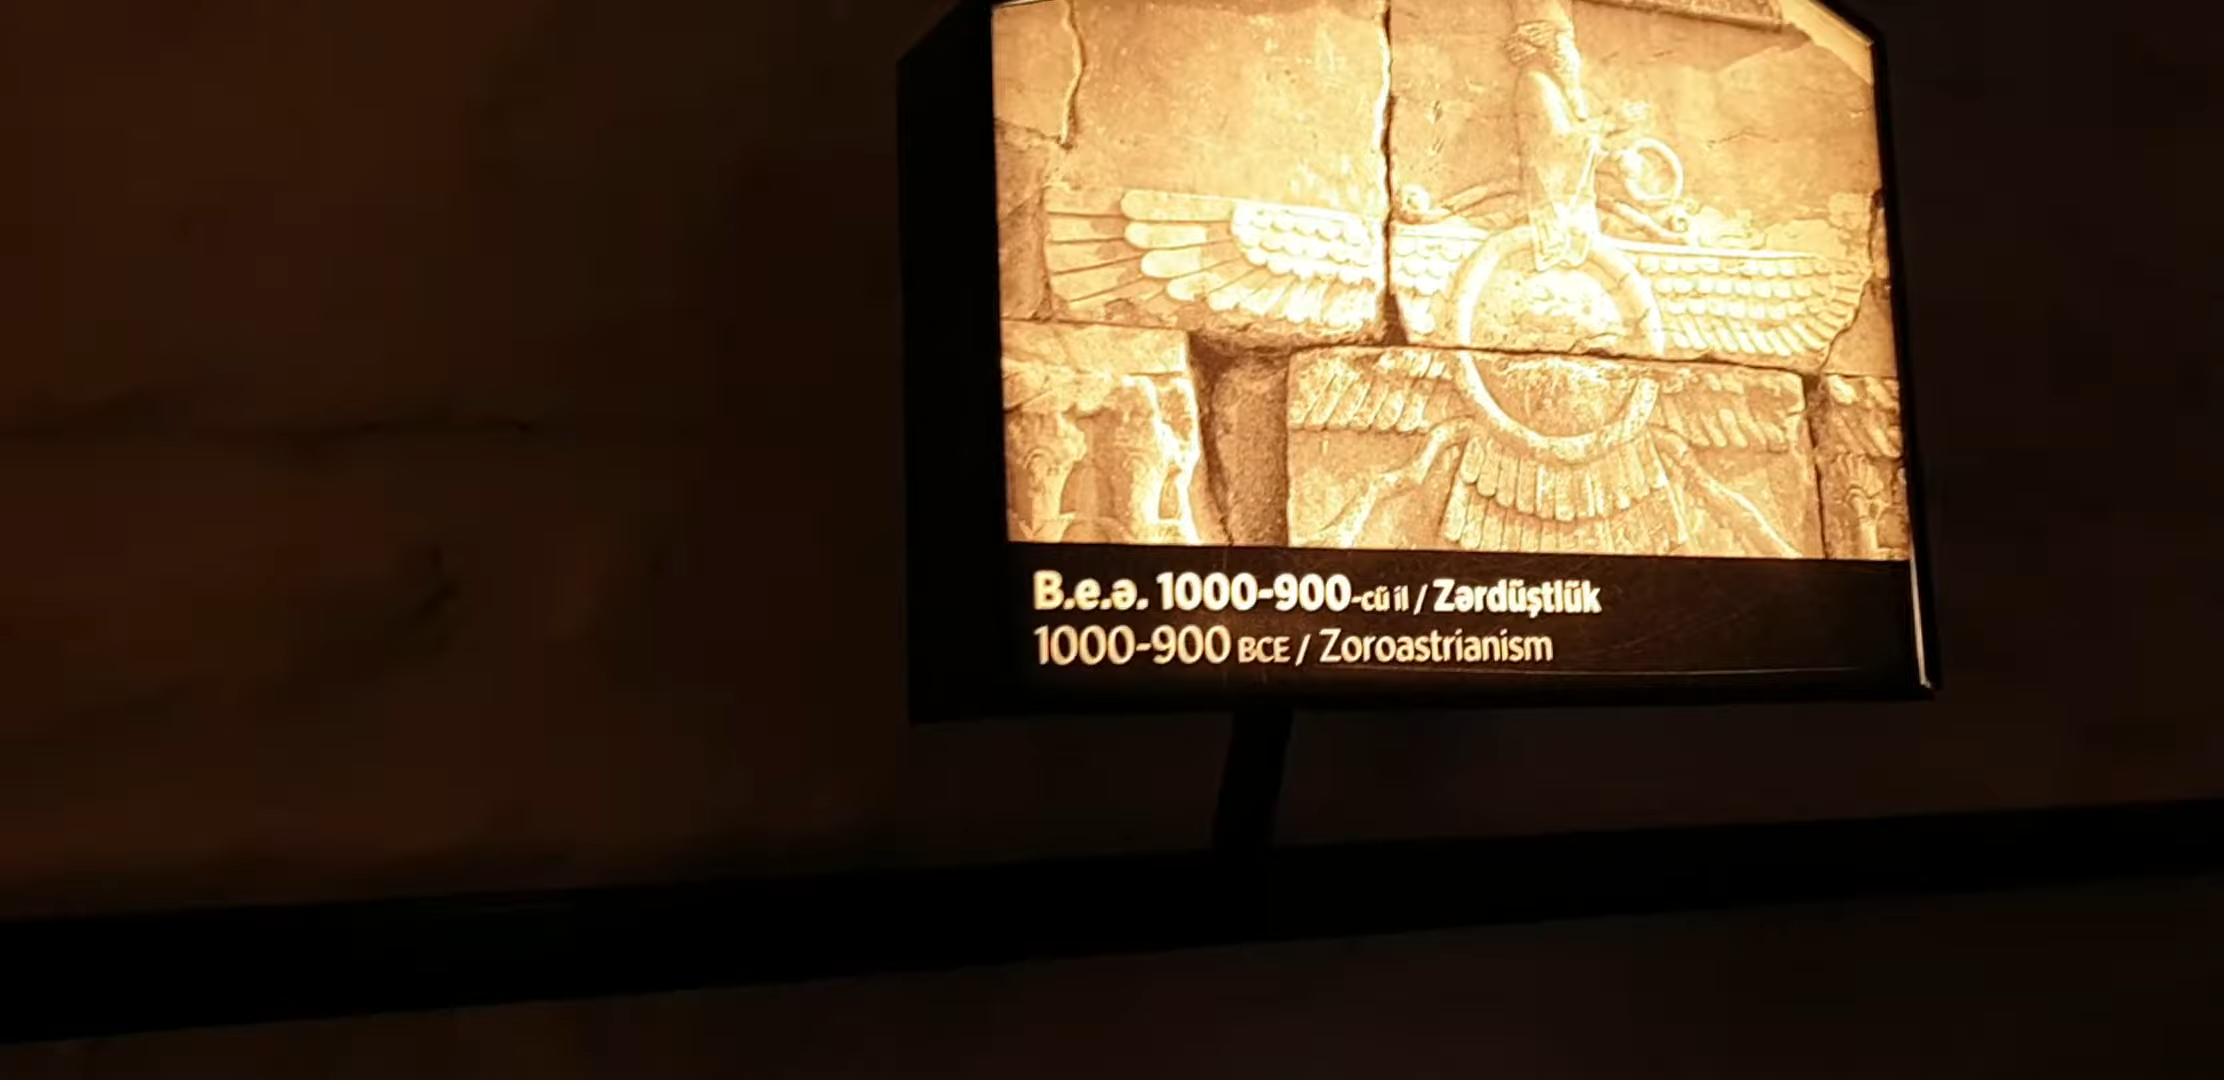 B.e.ə. 1000-900-cü il / Zərdüştlük
1000-900 BCE / Zoroastrianism